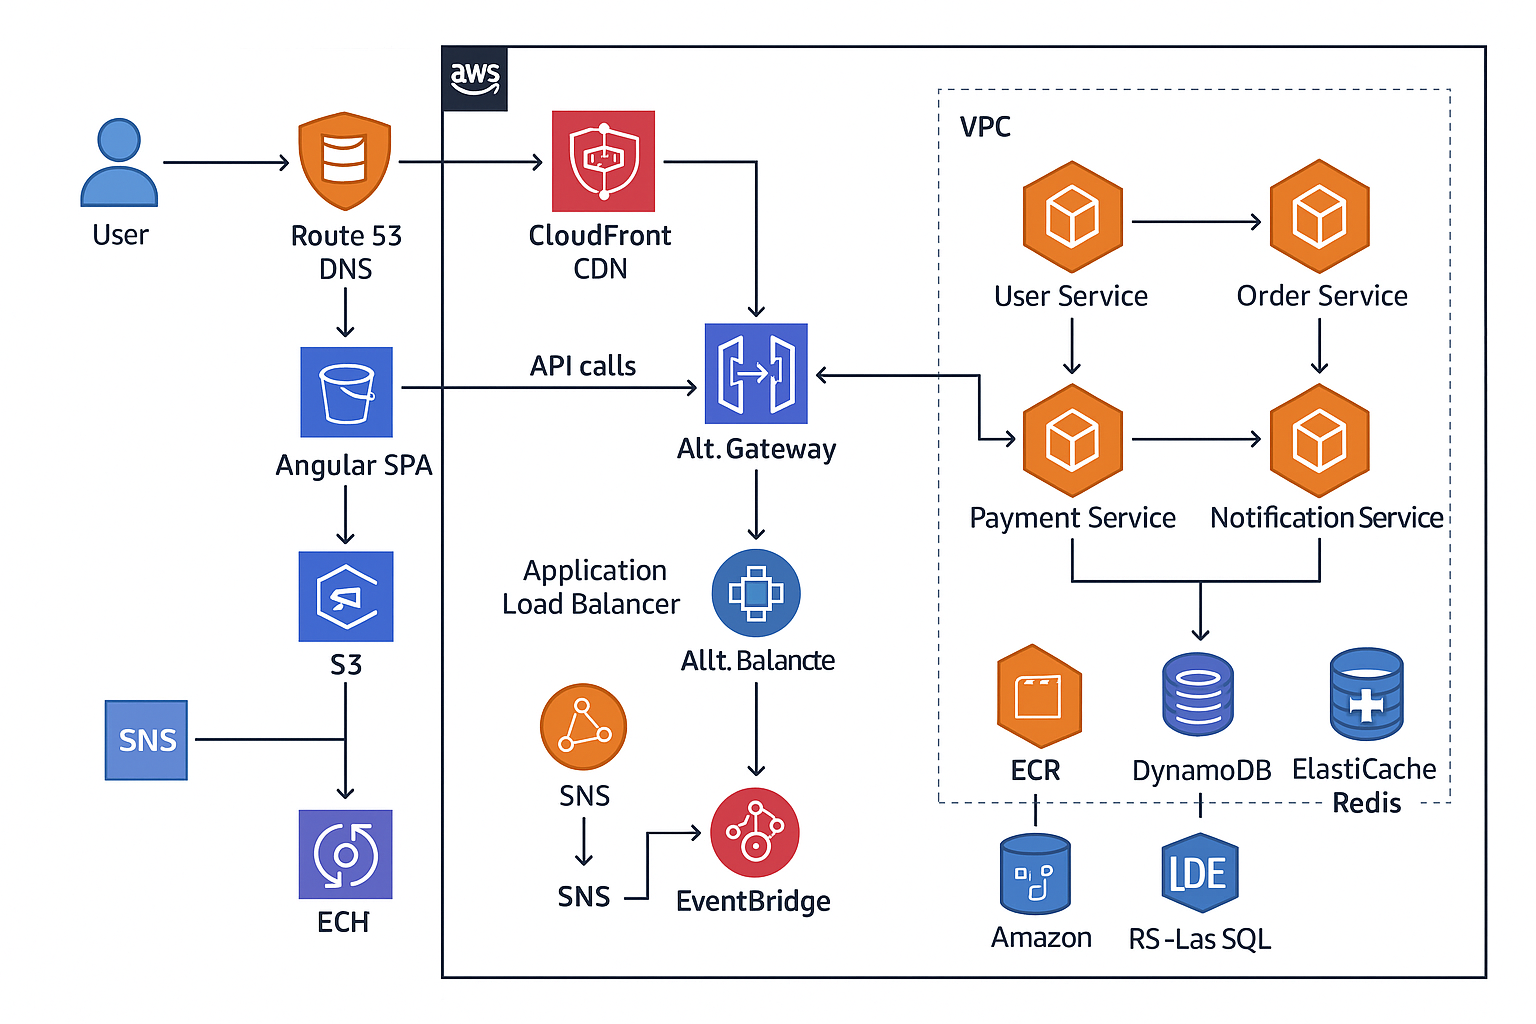 aws
VPC
User
Route 53
DNS
CloudFront
CDN
User Service
Order Service
API calls
Angular SPA
Alt. Gateway
Payment Service
Notification Service
Application
Load Balancer
Allt. Balancte
S3
SNS
SNS
SNS
EventBridge
ECH
ECR
DynamoDB
ElastiCache
Redis
LDE
Amazon
RS-Las SQL